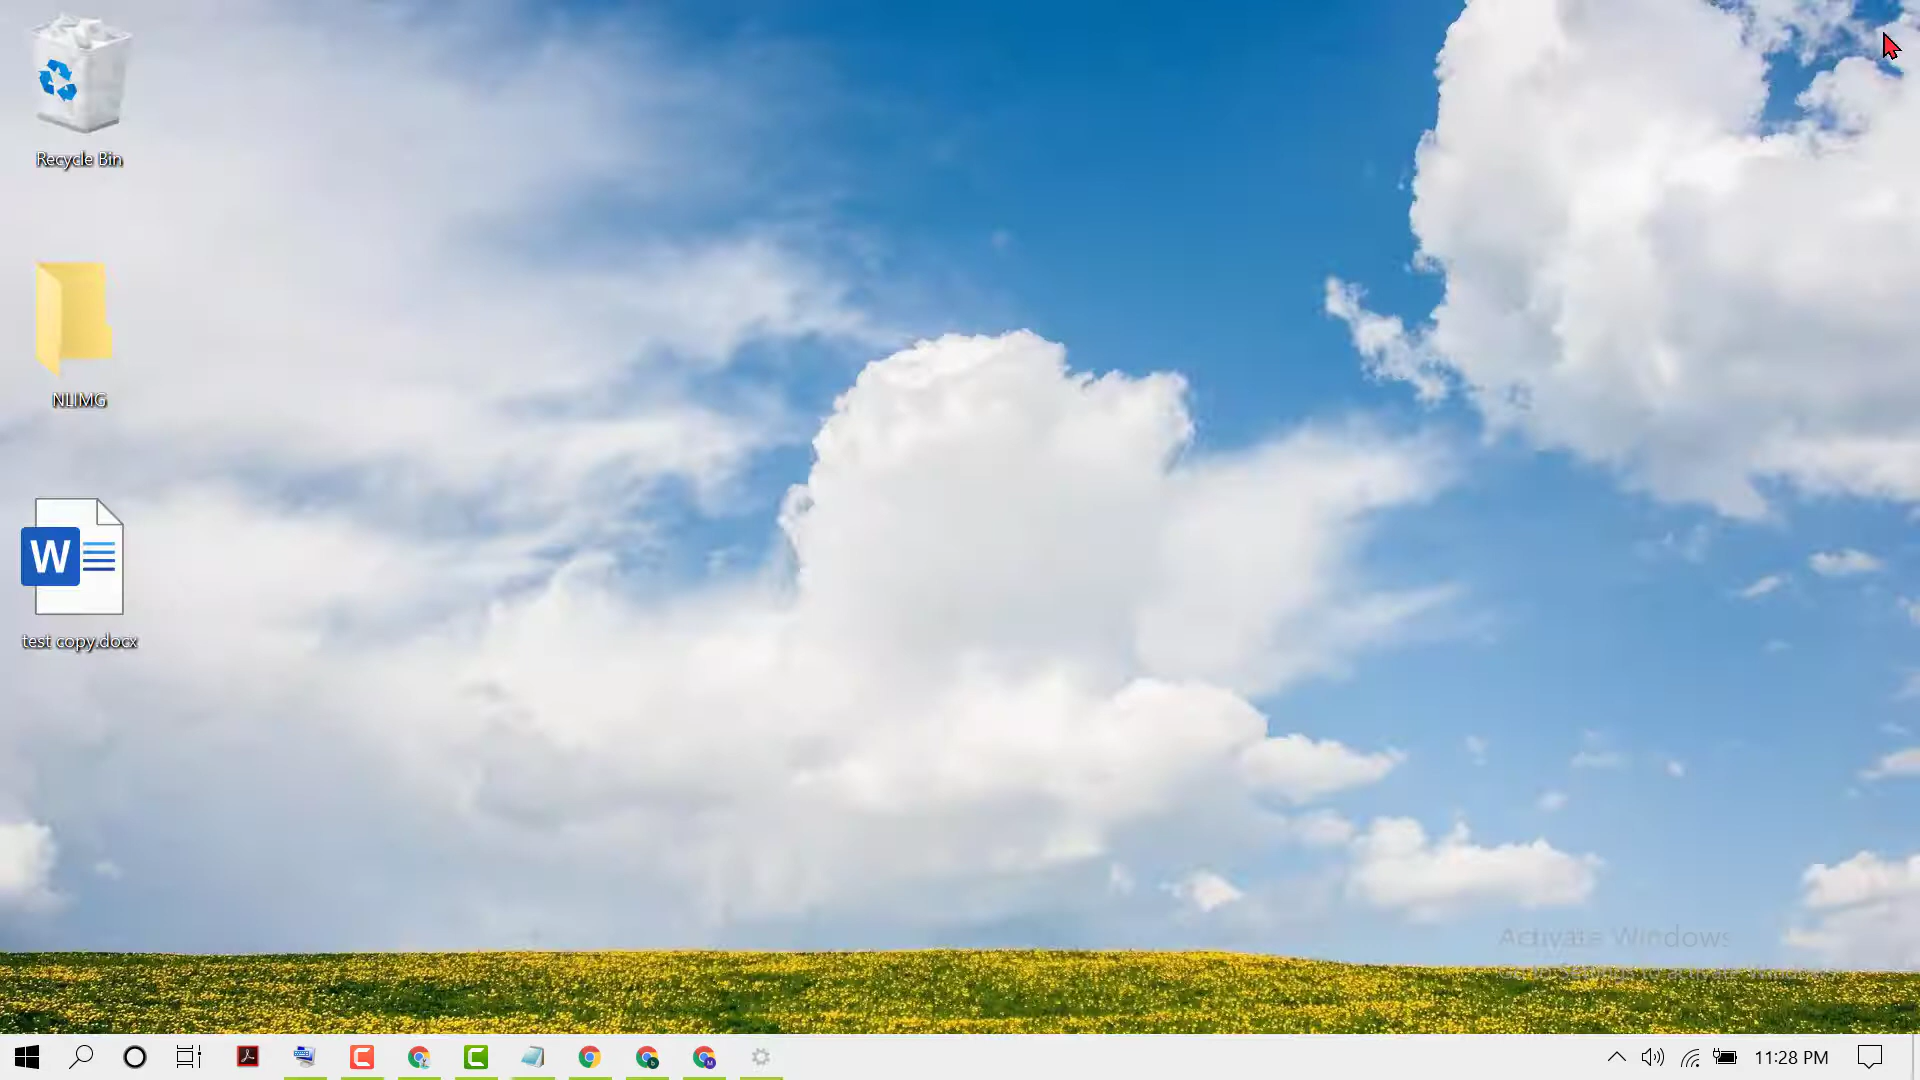 Recycle Bin
NLIMG
W
test copy.docx
Activate Windows
11:28 PM